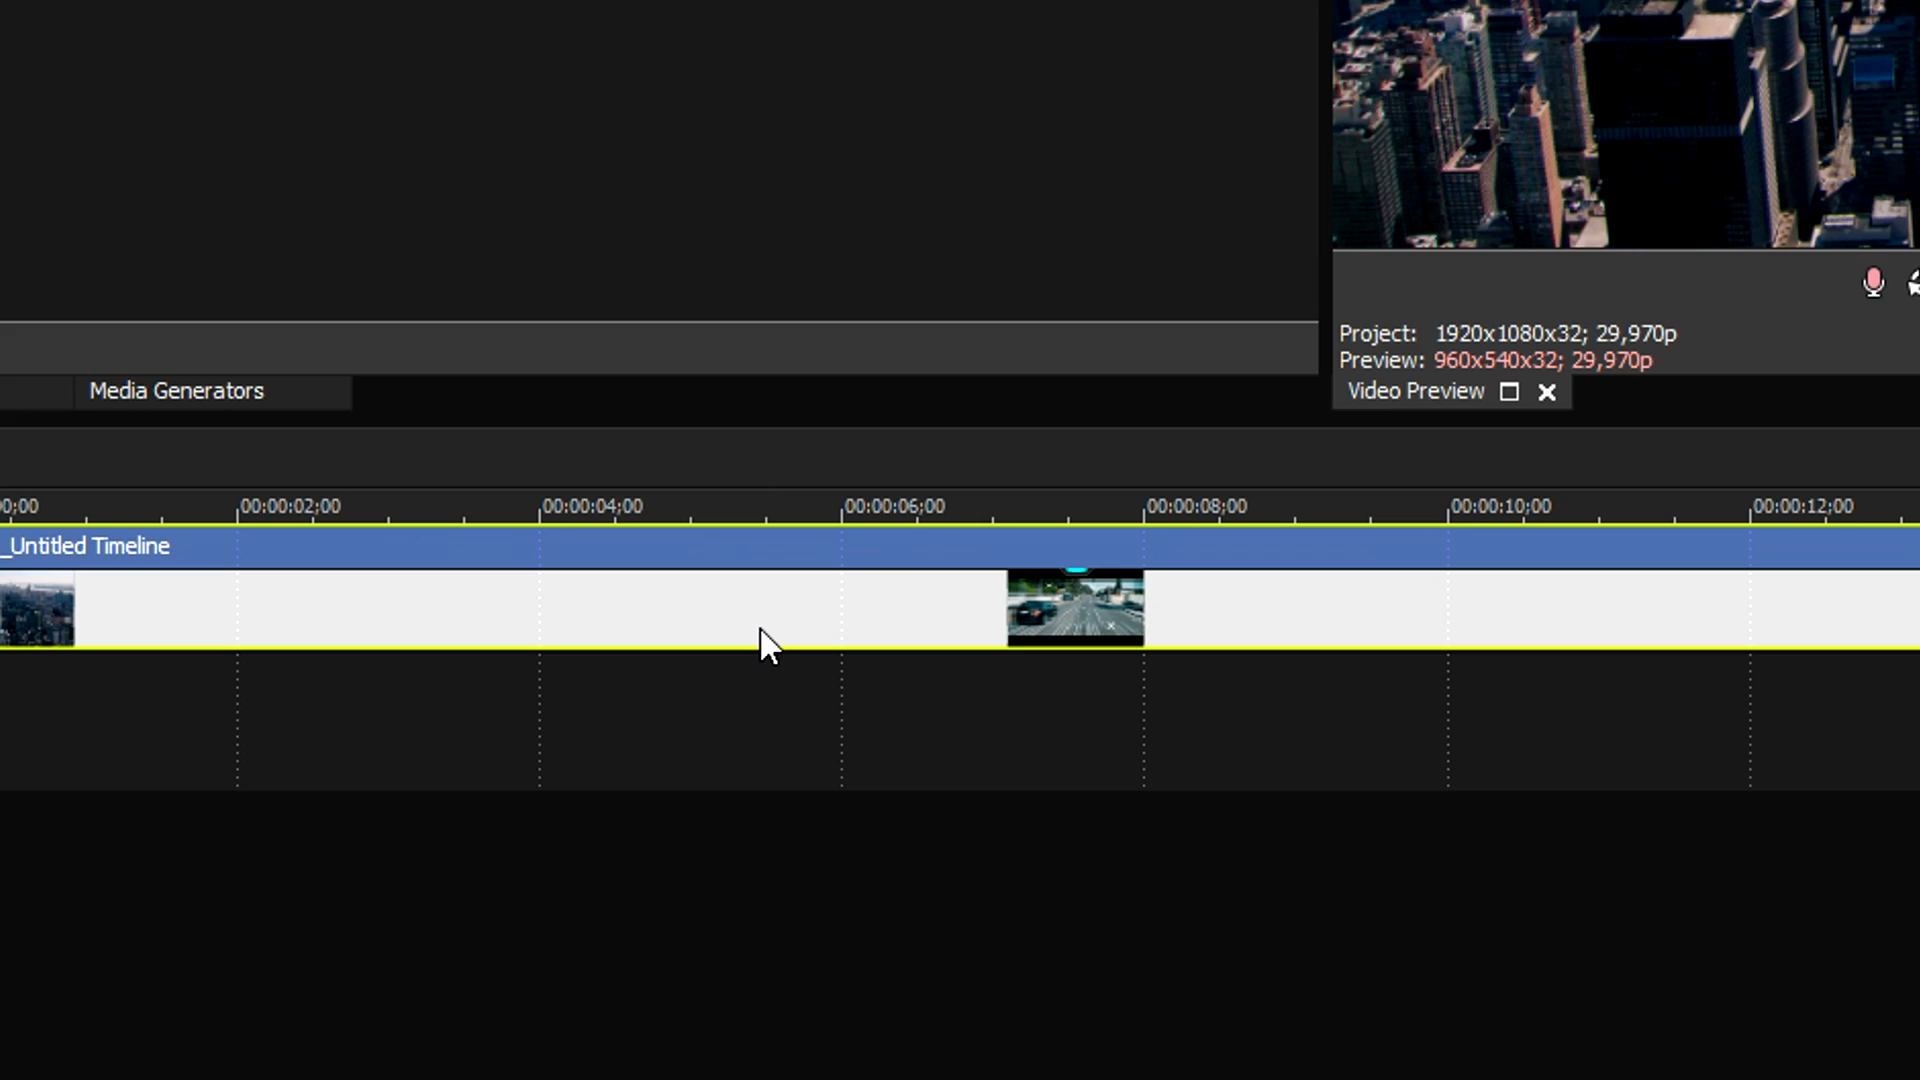 Project: 1920x1080x32; 29,970p
Preview: 960x540x32; 29,970p
Media Generators
Video Preview
00;00 00:00:02;00 00:00:04;00 00:00:06;00 00:00:08;00 00:00:10;00 00:00:12;00
_Untitled Timeline